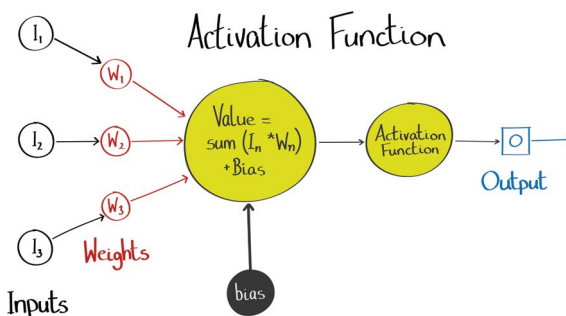 Activation Function
I₁
W₁
I₂
W₂
Value =
sum (Iₙ *Wₙ)
+Bias
Activation
Function
O
Output
W₃
I₃
Weights
bias
Inputs